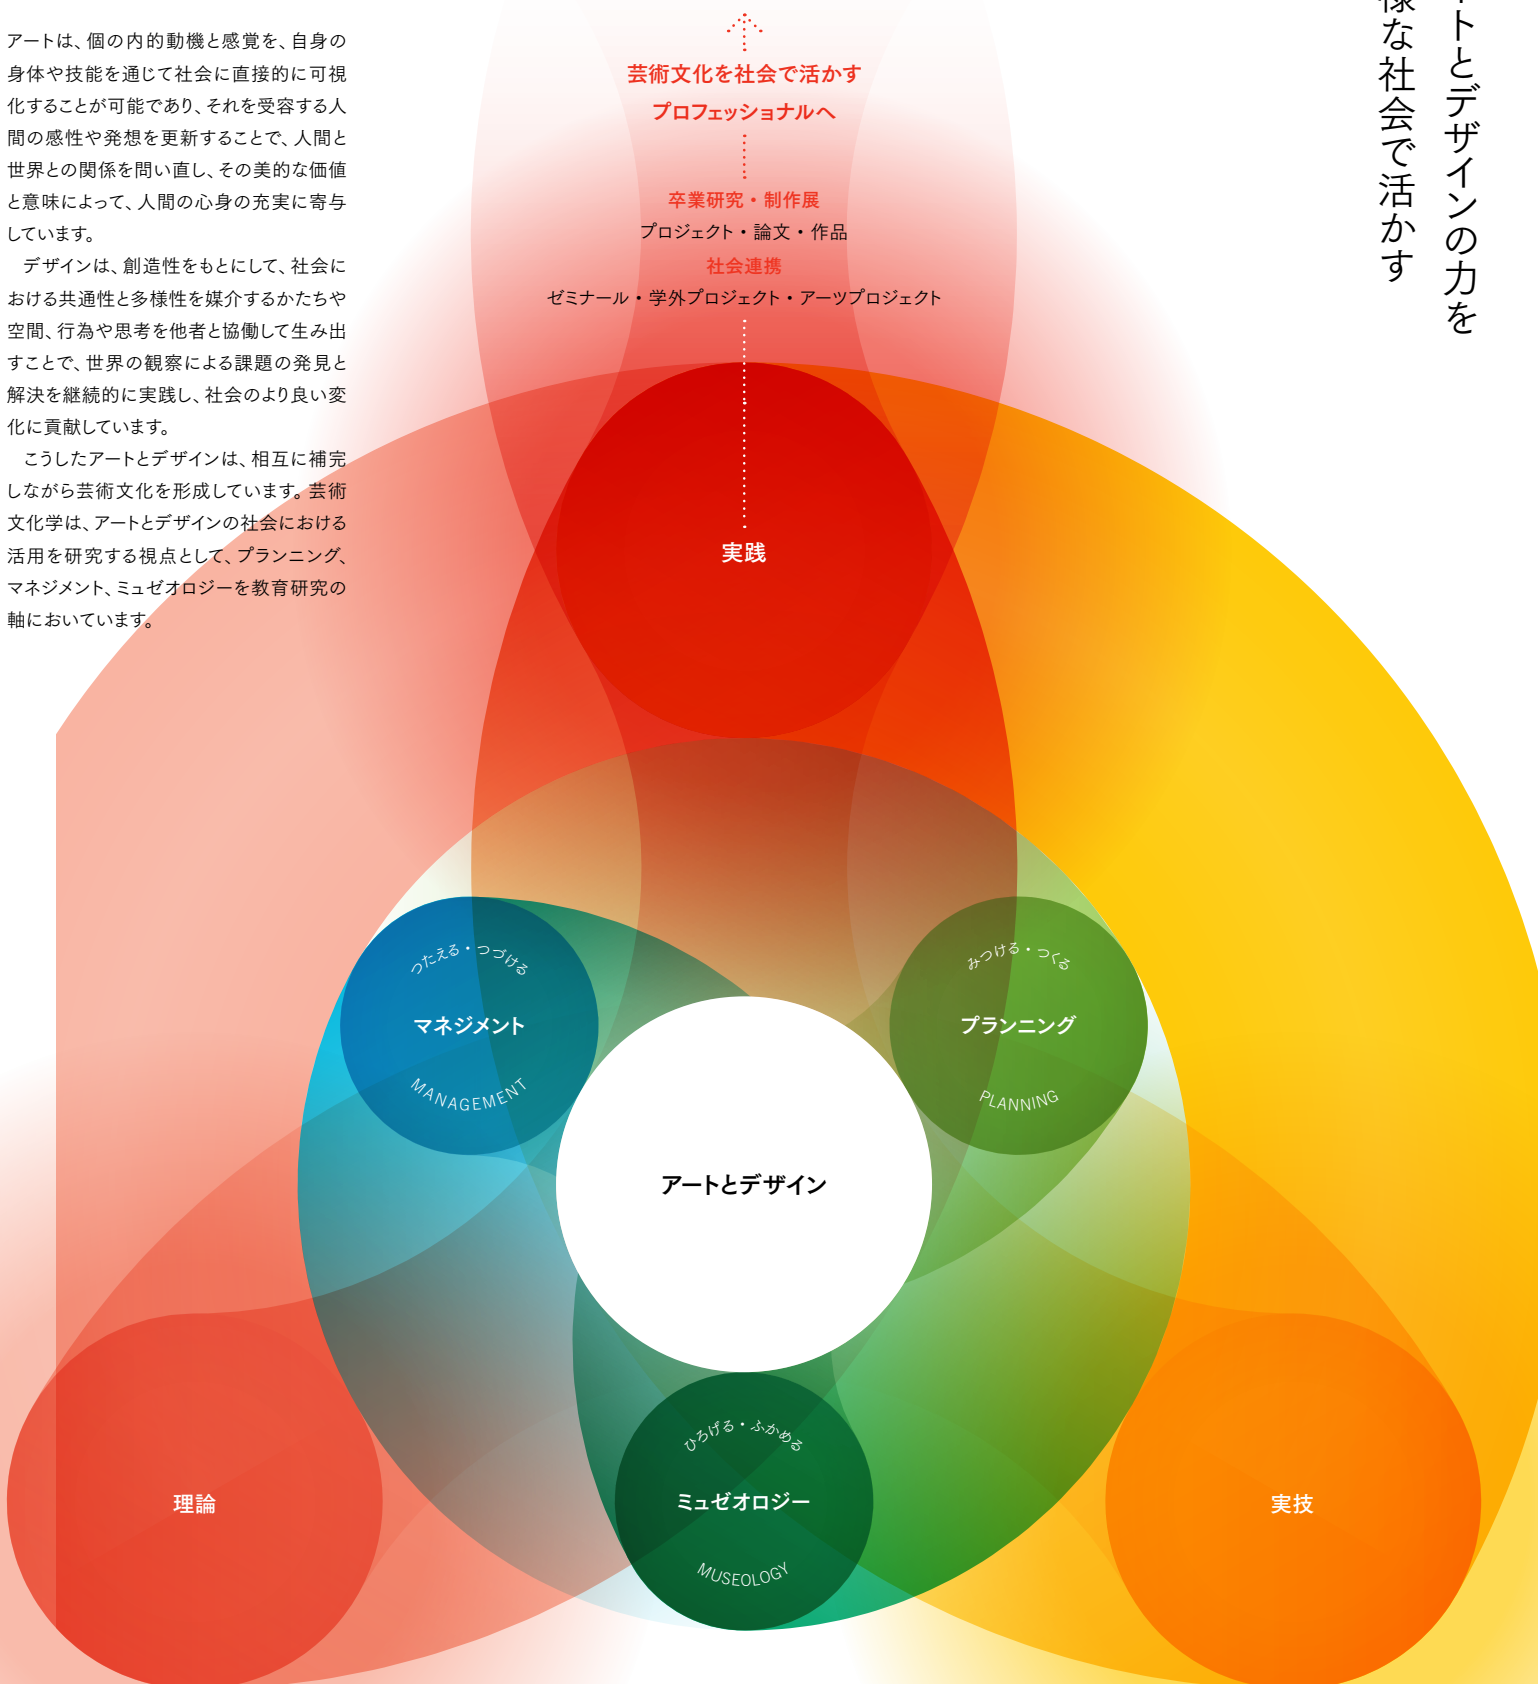 トとデザインの力を
様な社会で活かす
アートは、個の内的動機と感覚を、自身の
身体や技能を通じて社会に直接的に可視
化することが可能であり、それを受容する人
間の感性や発想を更新することで、人間と
世界との関係を問い直し、その美的な価値
と意味によって、人間の心身の充実に寄与
しています。
　デザインは、創造性をもとにして、社会に
おける共通性と多様性を媒介するかたちや
空間、行為や思考を他者と協働して生み出
すことで、世界の観察による課題の発見と
解決を継続的に実践し、社会のより良い変
化に貢献しています。
　こうしたアートとデザインは、相互に補完
しながら芸術文化を形成しています。芸術
文化学は、アートとデザインの社会における
活用を研究する視点として、プランニング、
マネジメント、ミュゼオロジーを教育研究の
軸においています。
芸術文化を社会で活かす
プロフェッショナルへ
卒業研究・制作展
プロジェクト・論文・作品
社会連携
ゼミナール・学外プロジェクト・アーツプロジェクト
実践
つたえる・つづける
マネジメント
MANAGEMENT
みつける・つくる
プランニング
PLANNING
アートとデザイン
ひろげる・ふかめる
ミュゼオロジー
MUSEOLOGY
理論
実技